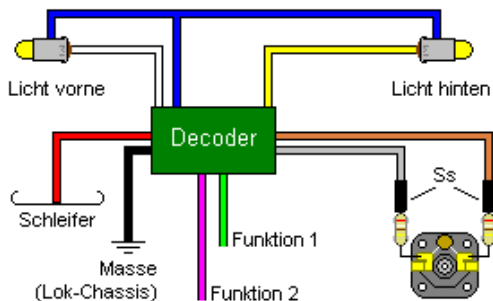 Licht vorne
Licht hinten
Decoder
Ss
Schleifer
Funktion 1
Masse
(Lok-Chassis)
Funktion 2